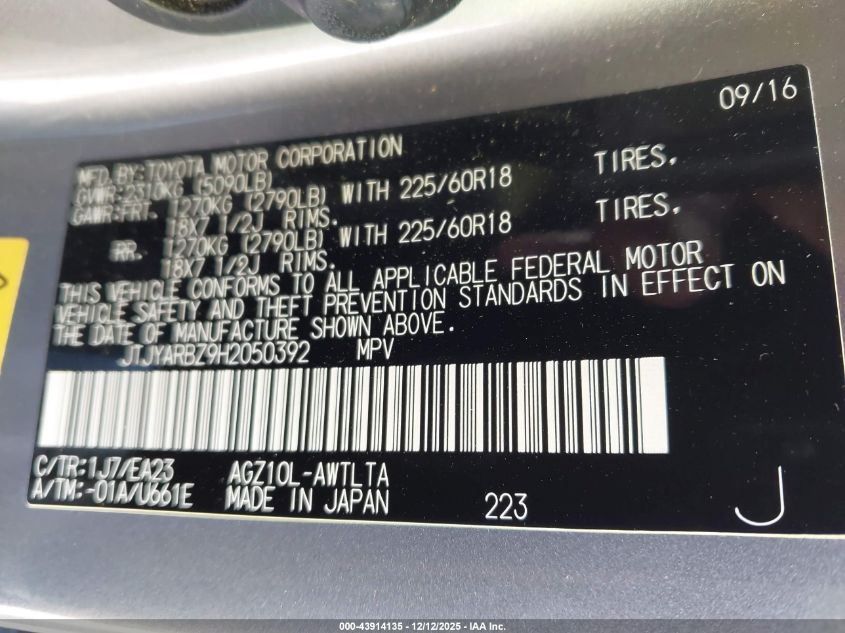 09/16
MFD. BY: TOYOTA MOTOR CORPORATION
GVWR: 2310KG (5090LB)
GAWR: FRT. 1270KG (2790LB) WITH 225/60R18 TIRES,
18X7 1/2J RIMS.
RR. 1270KG (2790LB) WITH 225/60R18 TIRES,
18X7 1/2J RIMS.
THIS VEHICLE CONFORMS TO ALL APPLICABLE FEDERAL MOTOR
VEHICLE SAFETY AND THEFT PREVENTION STANDARDS IN EFFECT ON
THE DATE OF MANUFACTURE SHOWN ABOVE.
JTJYARBZ9H2050392 MPV
C/TR: 1J7/EA23 AGZ10L-AWTLTA
A/TM: -01A/U661E MADE IN JAPAN 223 J
000-43914135 - 12/12/2025 - IAA Inc.